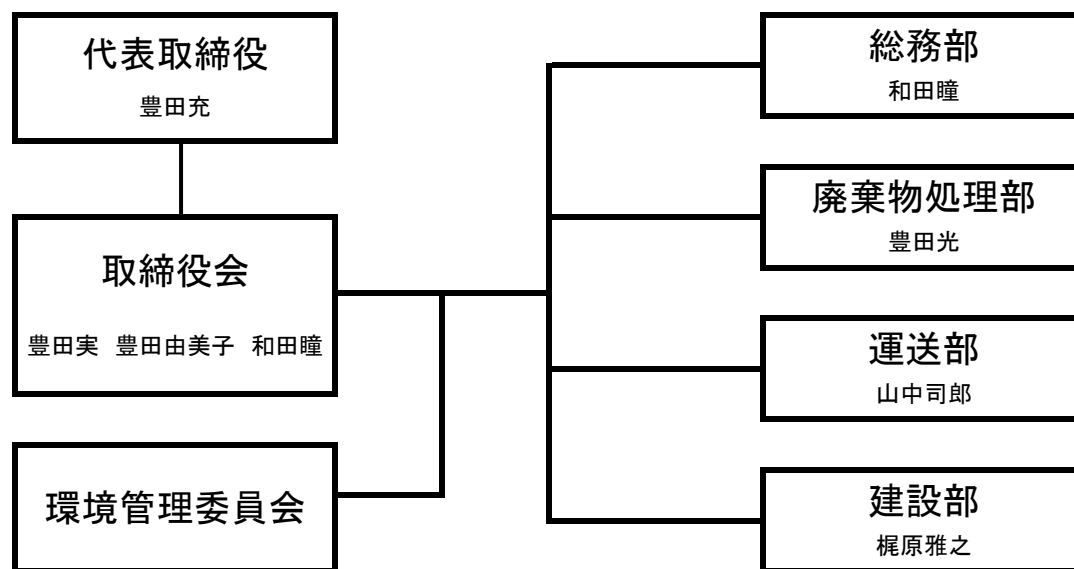 代表取締役
豊田充
取締役会
豊田実 豊田由美子 和田瞳
環境管理委員会
総務部
和田瞳
廃棄物処理部
豊田光
運送部
山中司郎
建設部
梶原雅之